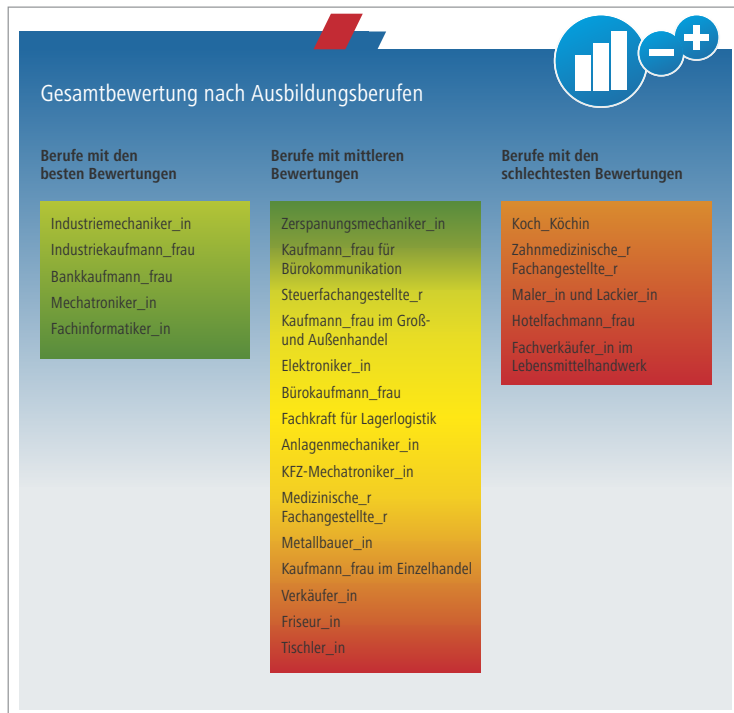 Gesamtbewertung nach Ausbildungsberufen
Berufe mit den
besten Bewertungen
Industriemechaniker_in
Industriekaufmann_frau
Bankkaufmann_frau
Mechatroniker_in
Fachinformatiker_in
Berufe mit mittleren
Bewertungen
Zerspanungsmechaniker_in
Kaufmann_frau für
Bürokommunikation
Steuerfachangestellte_r
Kaufmann_frau im Groß-
und Außenhandel
Elektroniker_in
Bürokaufmann_frau
Fachkraft für Lagerlogistik
Anlagenmechaniker_in
KFZ-Mechatroniker_in
Medizinische_r
Fachangestellte_r
Metallbauer_in
Kaufmann_frau im Einzelhandel
Verkäufer_in
Friseur_in
Tischler_in
Berufe mit den
schlechtesten Bewertungen
Koch_Köchin
Zahnmedizinische_r
Fachangestellte_r
Maler_in und Lackier_in
Hotelfachmann_frau
Fachverkäufer_in im
Lebensmittelhandwerk